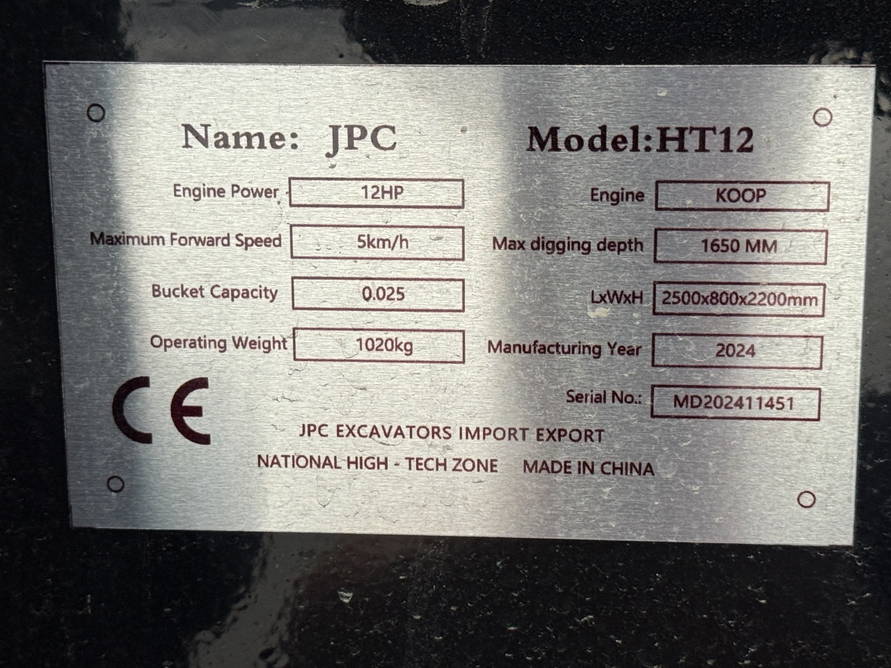 Name: JPC Model:HT12
Engine Power 12HP Engine KOOP
Maximum Forward Speed 5km/h Max digging depth 1650 MM
Bucket Capacity 0.025 LxWxH 2500x800x2200mm
Operating Weight 1020kg Manufacturing Year 2024
Serial No.: MD202411451
CE
JPC EXCAVATORS IMPORT EXPORT
NATIONAL HIGH - TECH ZONE MADE IN CHINA